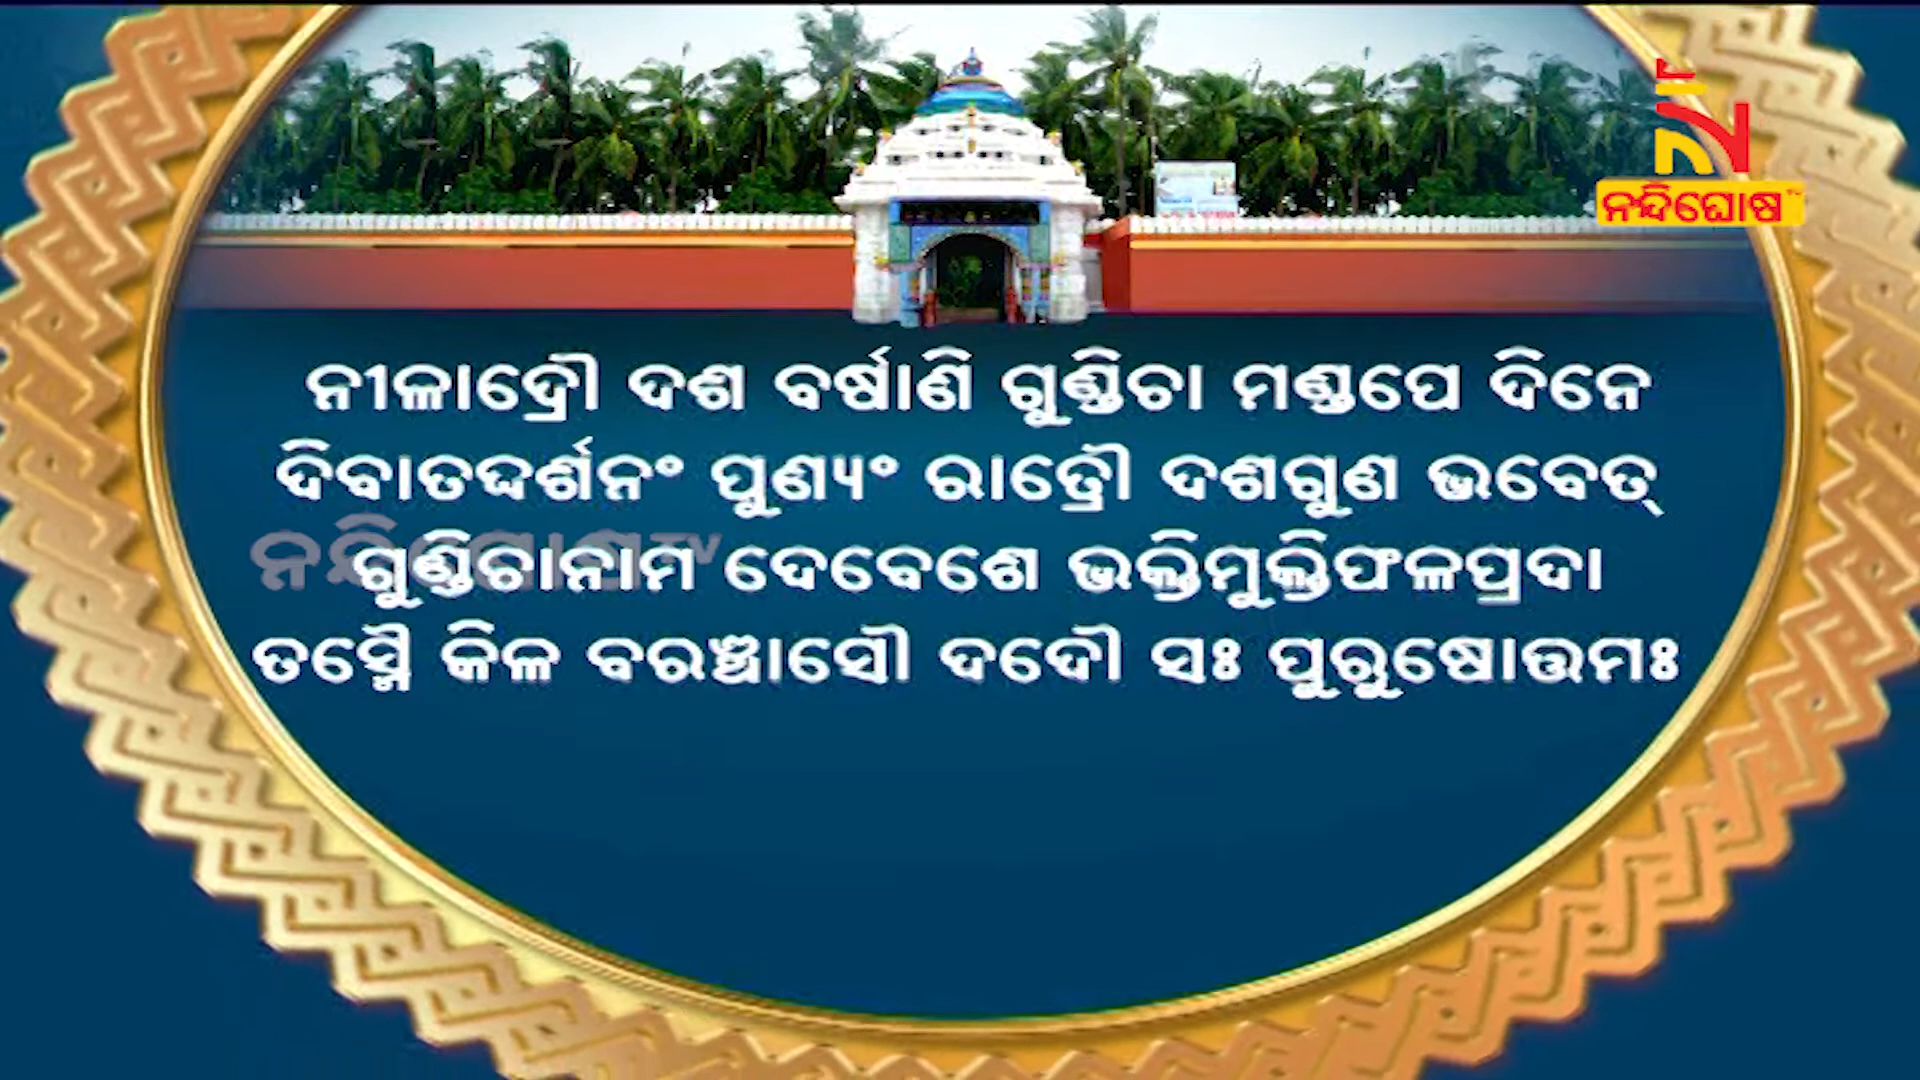 ନନ୍ଦିଘୋଷ
ନୀଳାଦ୍ରୌ ଦଶ ବର୍ଷାଣି ଗୁଣ୍ଡିଚା ମଣ୍ଡପେ ଦିନେ
ଦିବାତଦ୍ଦର୍ଶନଂ ପୁଣ୍ୟଂ ରାତ୍ରୌ ଦଶଗୁଣ ଭବେତ୍
ଗୁଣ୍ଡିଚାନାମ ଦେବେଶେ ଭକ୍ତିମୁକ୍ତିଫଳପ୍ରଦା
ତସ୍ମୈ କିଳ ବରଞ୍ଚାସୌ ଦଦୌ ସଃ ପୁରୁଷୋତ୍ତମଃ